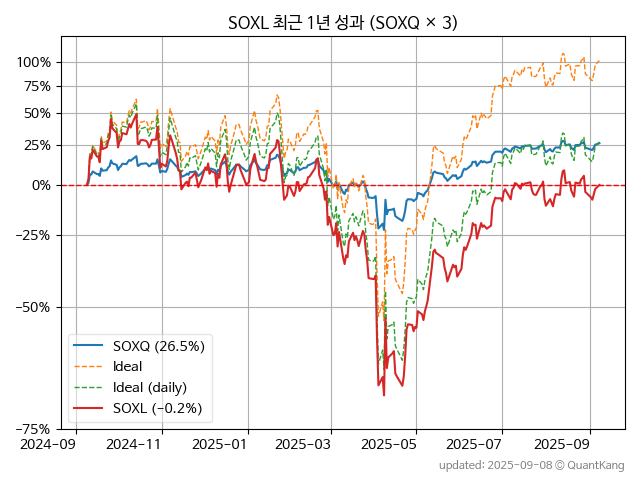 SOXL 최근 1년 성과 (SOXQ × 3)
100%
75%
50%
25%
0%
−25%
−50%
−75%
SOXQ (26.5%)
Ideal
Ideal (daily)
SOXL (−0.2%)
2024-09 2024-11 2025-01 2025-03 2025-05 2025-07 2025-09
updated: 2025-09-08 © QuantKang